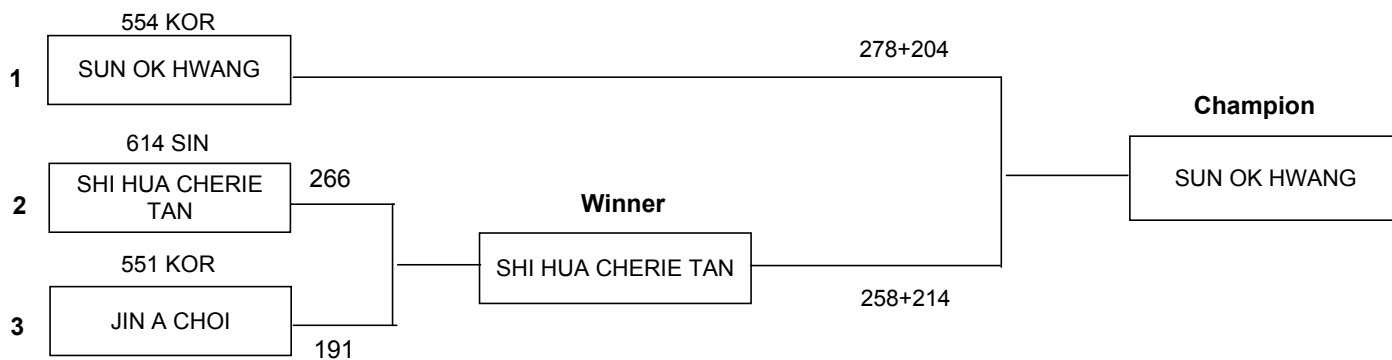 554 KOR
1
SUN OK HWANG
278+204
Champion
SUN OK HWANG
614 SIN
2
SHI HUA CHERIE
TAN
266
Winner
SHI HUA CHERIE TAN
258+214
551 KOR
3
JIN A CHOI
191